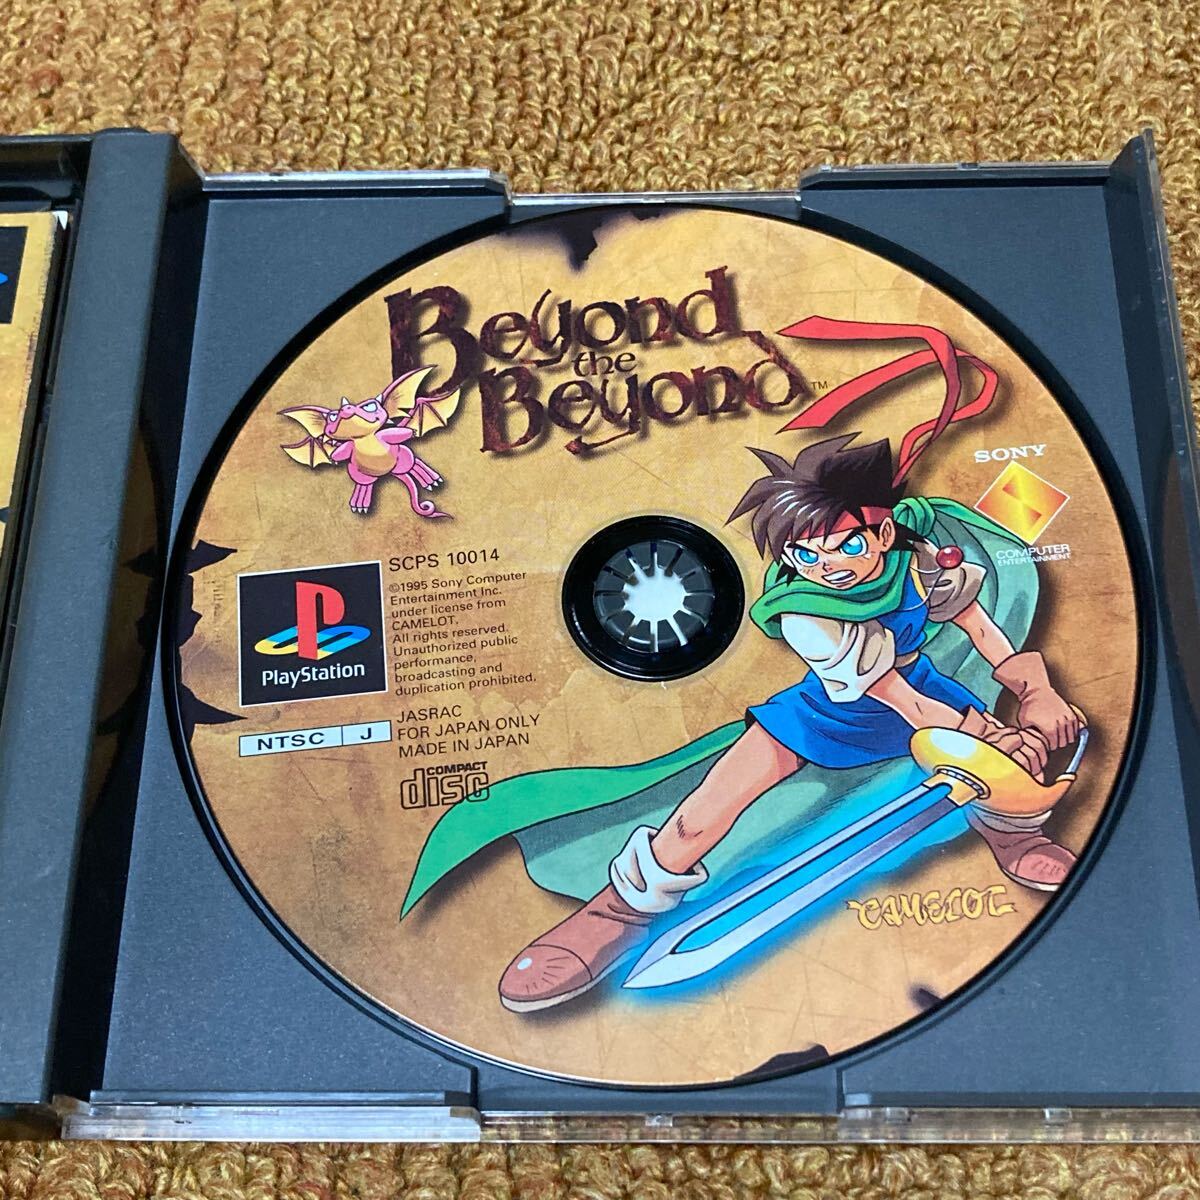 Beyond
the
Beyond™
SONY
COMPUTER
ENTERTAINMENT
SCPS 10014
©1995 Sony Computer
Entertainment Inc.
under license from
CAMELOT.
All rights reserved.
Unauthorized public
performance,
broadcasting and
duplication prohibited.
PlayStation
NTSC J
JASRAC
FOR JAPAN ONLY
MADE IN JAPAN
COMPACT
disc
CAMELOT